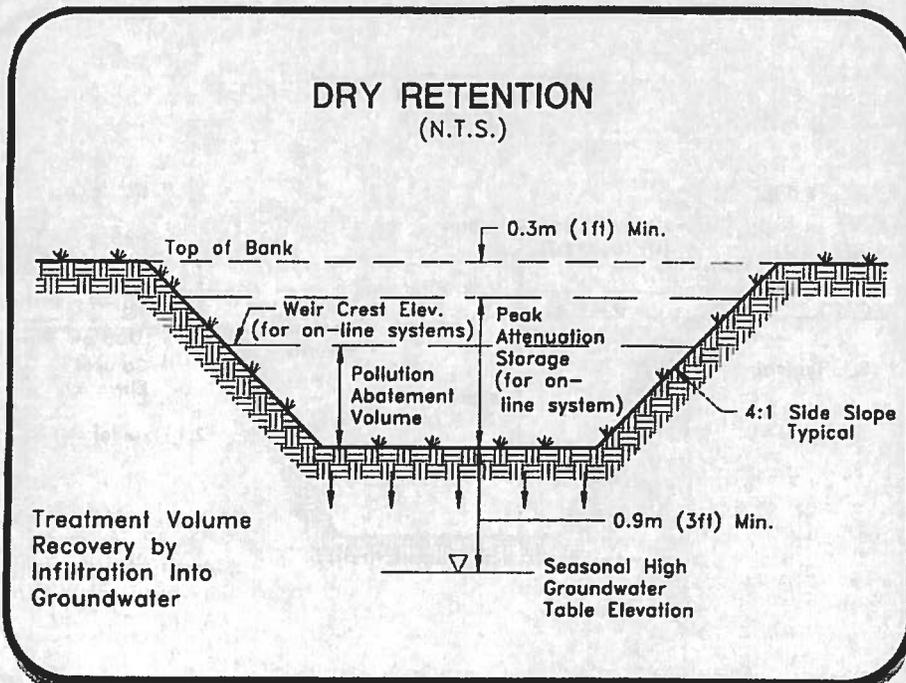 DRY RETENTION
(N.T.S.)
0.3m (1ft) Min.
Top of Bank
Weir Crest Elev.
(for on-line systems)
Peak
Attenuation
Storage
(for on-
line system)
Pollution
Abatement
Volume
4:1 Side Slope
Typical
Treatment Volume
Recovery by
Infiltration Into
Groundwater
0.9m (3ft) Min.
Seasonal High
Groundwater
Table Elevation